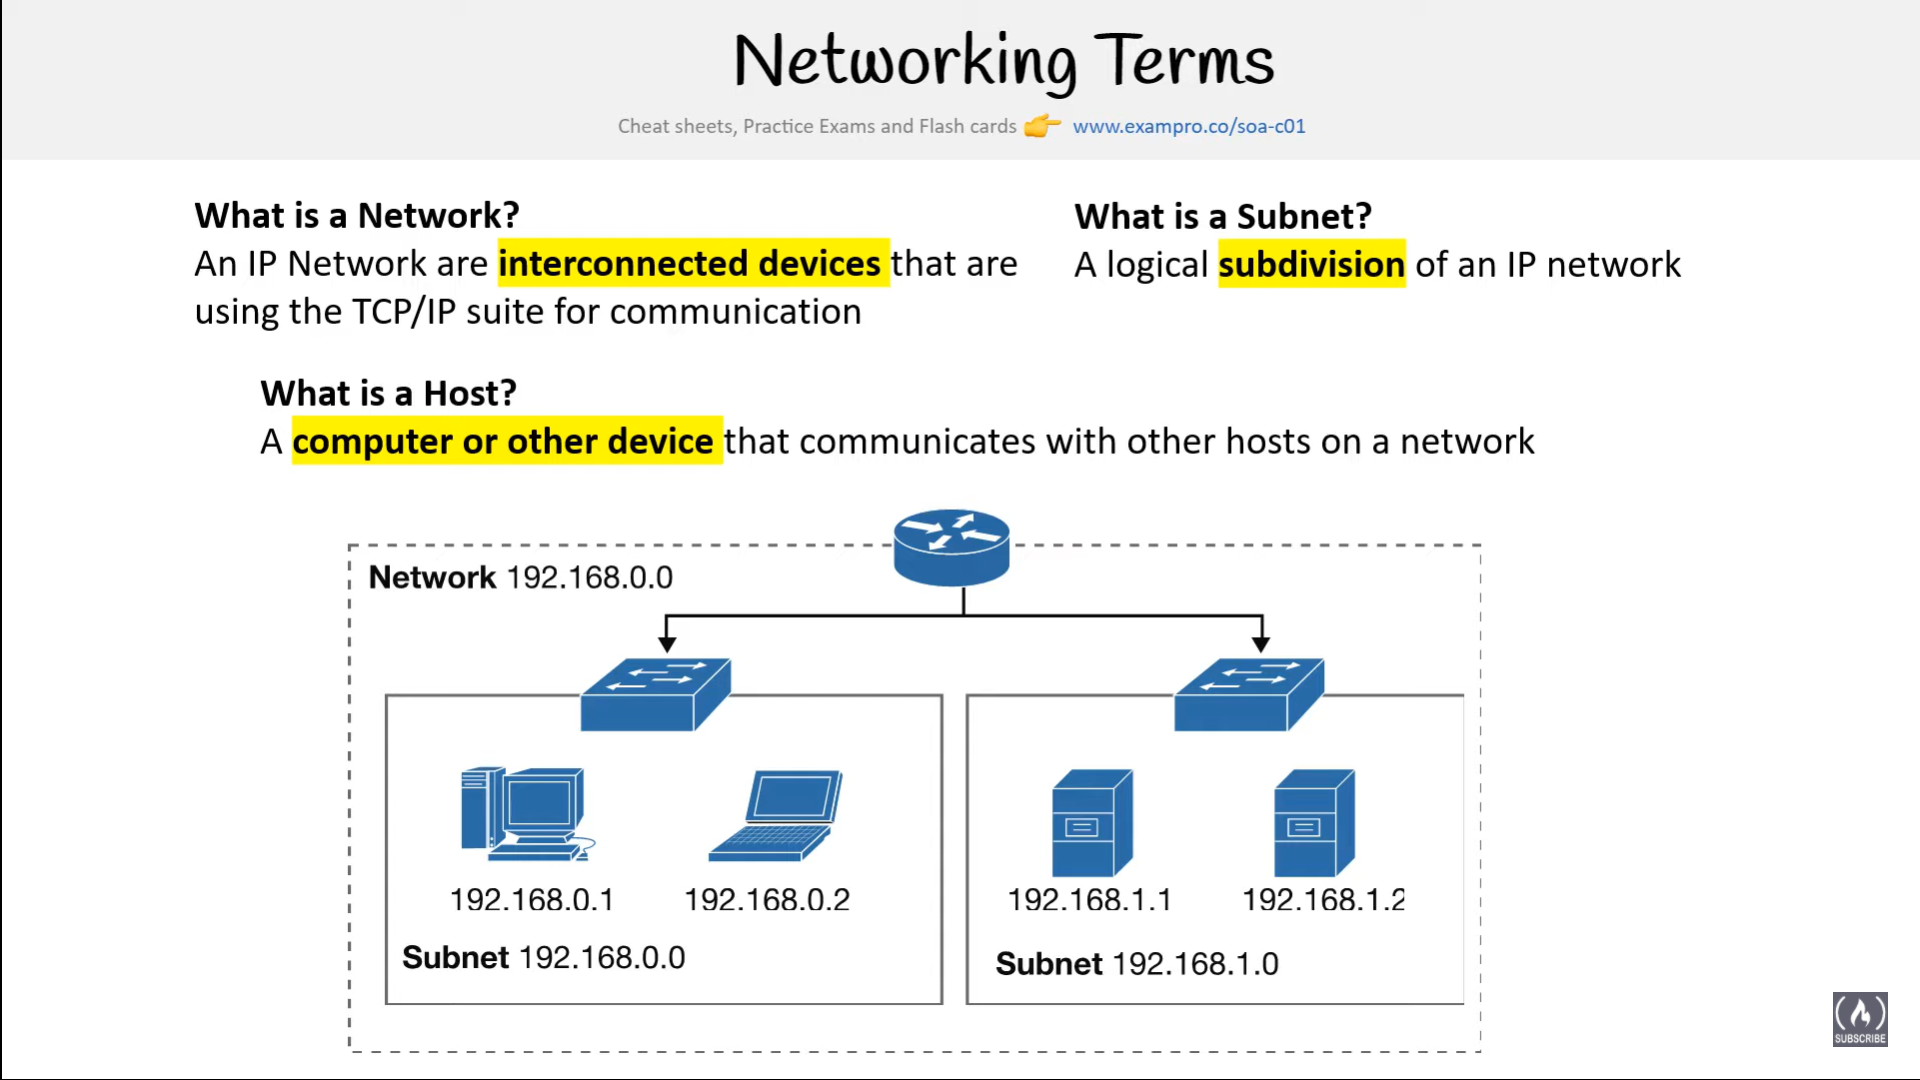 Networking Terms
Cheat sheets, Practice Exams and Flash cards 👉 www.exampro.co/soa-c01
What is a Network?
An IP Network are interconnected devices that are
using the TCP/IP suite for communication
What is a Subnet?
A logical subdivision of an IP network
What is a Host?
A computer or other device that communicates with other hosts on a network
Network 192.168.0.0
192.168.0.1
192.168.0.2
Subnet 192.168.0.0
192.168.1.1
192.168.1.2
Subnet 192.168.1.0
SUBSCRIBE